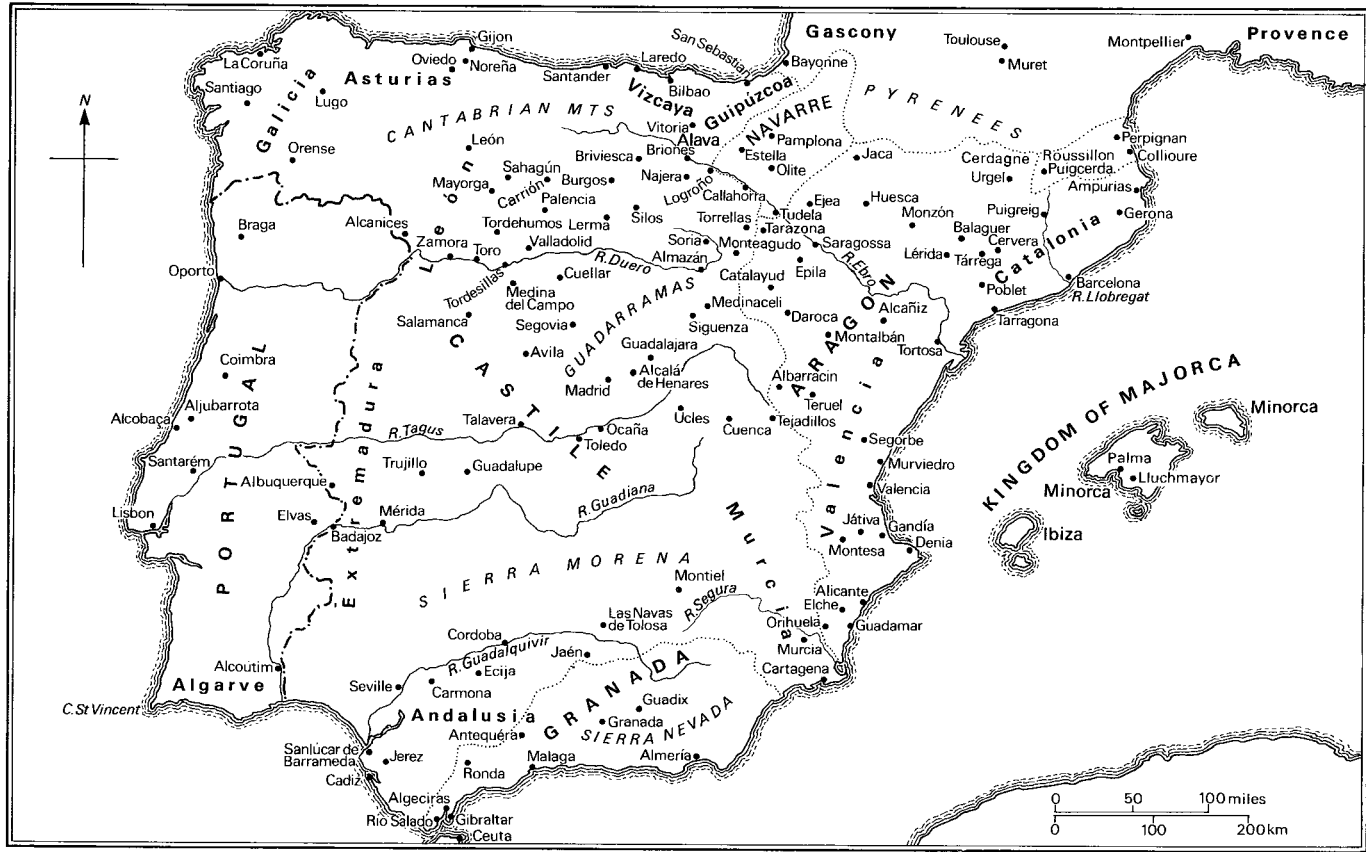 Gascony
Provence
Toulouse
Montpellier
Muret
San Sebastian
Bayonne
Gijon
La Coruña
Oviedo
Noreña
Asturias
Santander
Laredo
Bilbao
Santiago
Lugo
Galicia
Vizcaya
Guipúzcoa
N
CANTABRIAN MTS
NAVARRE
PYRENEES
Vitoria
Alava
Pamplona
Perpignan
Orense
León
Briviesca
Briones
Estella
Olite
Jaca
Cerdagne
Roussillon
Collioure
Urgel
Puigcerda
Mayorga
Sahagún
Carrión
Burgos
Najera
Logroño
Callahorra
Ampurias
León
Palencia
Silos
Ejea
Huesca
Monzón
Puigreig
Gerona
Braga
Alcanices
Tordehumos
Lerma
Torrellas
Tudela
Tarazona
Balaguer
Cervera
Catalonia
Zamora
Toro
Valladolid
Soria
Monteagudo
Saragossa
Lérida
Tárrega
Oporto
Tordesillas
Cuellar
R.Duero
Almazán
Catalayud
Epila
R.Ebro
Poblet
Barcelona
R.Llobregat
Medina
del Campo
Medinaceli
Daroca
Alcañiz
Tarragona
Salamanca
Segovia
GUADARRAMAS
Siguenza
Montalbán
Tortosa
Avila
Guadalajara
ARAGON
Coimbra
Madrid
Alcalá
de Henares
Albarracin
Teruel
CASTILE
KINGDOM OF MAJORCA
Alcobaça
Aljubarrota
R.Tagus
Talavera
Ocaña
Toledo
Ucles
Cuenca
Tejadillos
Segorbe
Minorca
PORTUGAL
Santarém
Trujillo
Guadalupe
Murviedro
Palma
Lluchmayor
Albuquerque
Extremadura
Valencia
Valencia
Minorca
Lisbon
Elvas
Badajoz
Mérida
R.Guadiana
Játiva
Gandía
Ibiza
Montesa
Denia
Murcia
SIERRA MORENA
Montiel
R.Segura
Alicante
Elche
Las Navas
de Tolosa
Orihuela
Guadamar
Cordoba
Murcia
Alcoutim
R.Guadalquivir
Jaén
Cartagena
Algarve
Seville
Ecija
Carmona
GRANADA
Guadix
C.St Vincent
Andalusia
Granada
SIERRA NEVADA
Antequéra
Sanlúcar de
Barrameda
Jerez
Ronda
Malaga
Almería
Cadiz
Algeciras
Rio Salado
Gibraltar
Ceuta
0 50 100 miles
0 100 200km